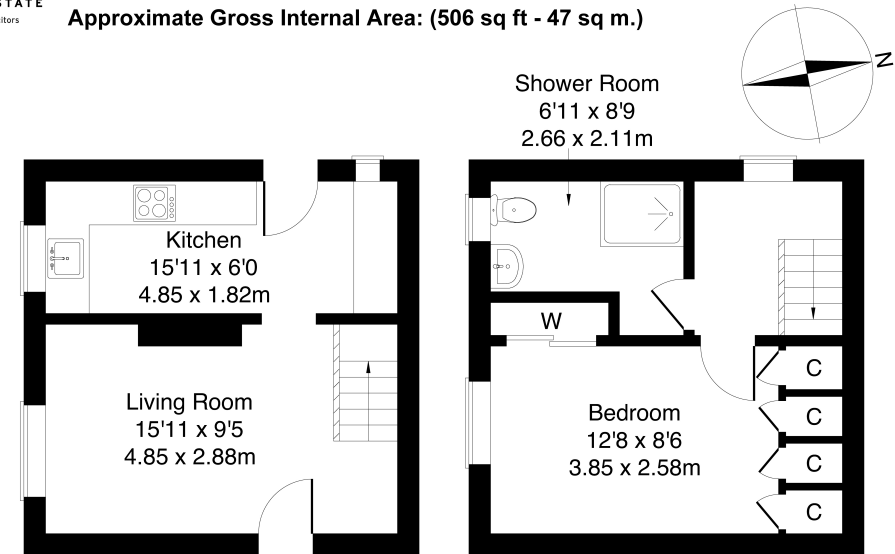 STATE
Approximate Gross Internal Area: (506 sq ft - 47 sq m.)
N
Shower Room
6'11 x 8'9
2.66 x 2.11m
Kitchen
15'11 x 6'0
4.85 x 1.82m
W
Living Room
15'11 x 9'5
4.85 x 2.88m
Bedroom
12'8 x 8'6
3.85 x 2.58m
C
C
C
C